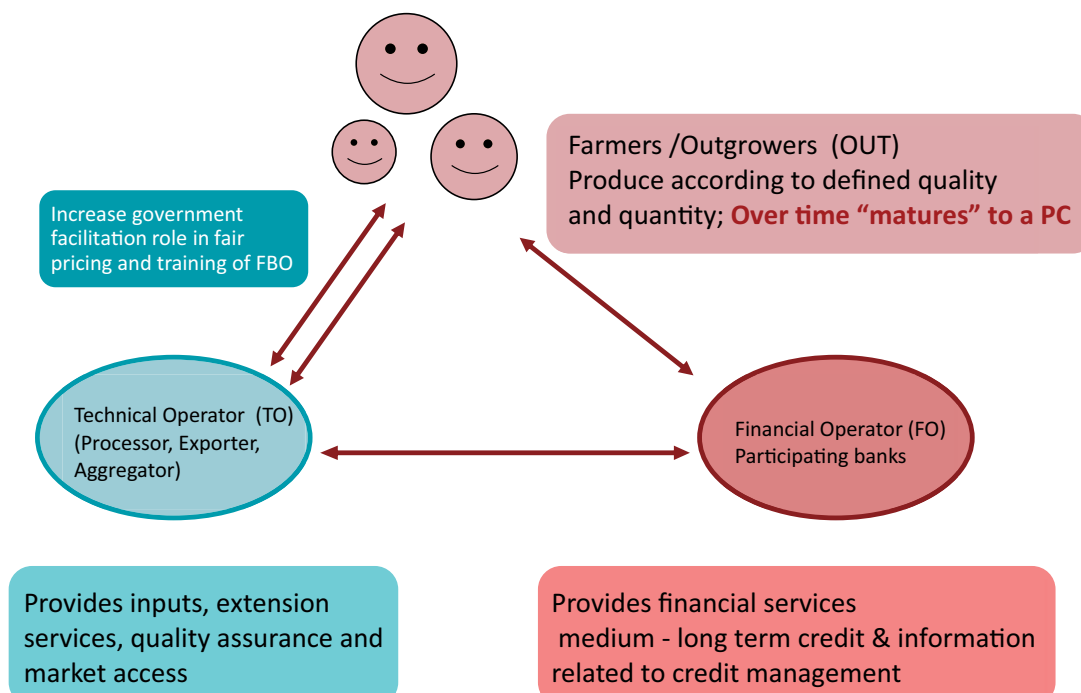 Farmers /Outgrowers  (OUT)
Produce according to defined quality
and quantity; Over time “matures” to a PC
Increase government
facilitation role in fair
pricing and training of FBO
Technical Operator  (TO)
(Processor, Exporter,
Aggregator)
Financial Operator (FO)
Participating banks
Provides inputs, extension
services, quality assurance and
market access
Provides financial services
medium - long term credit & information
related to credit management